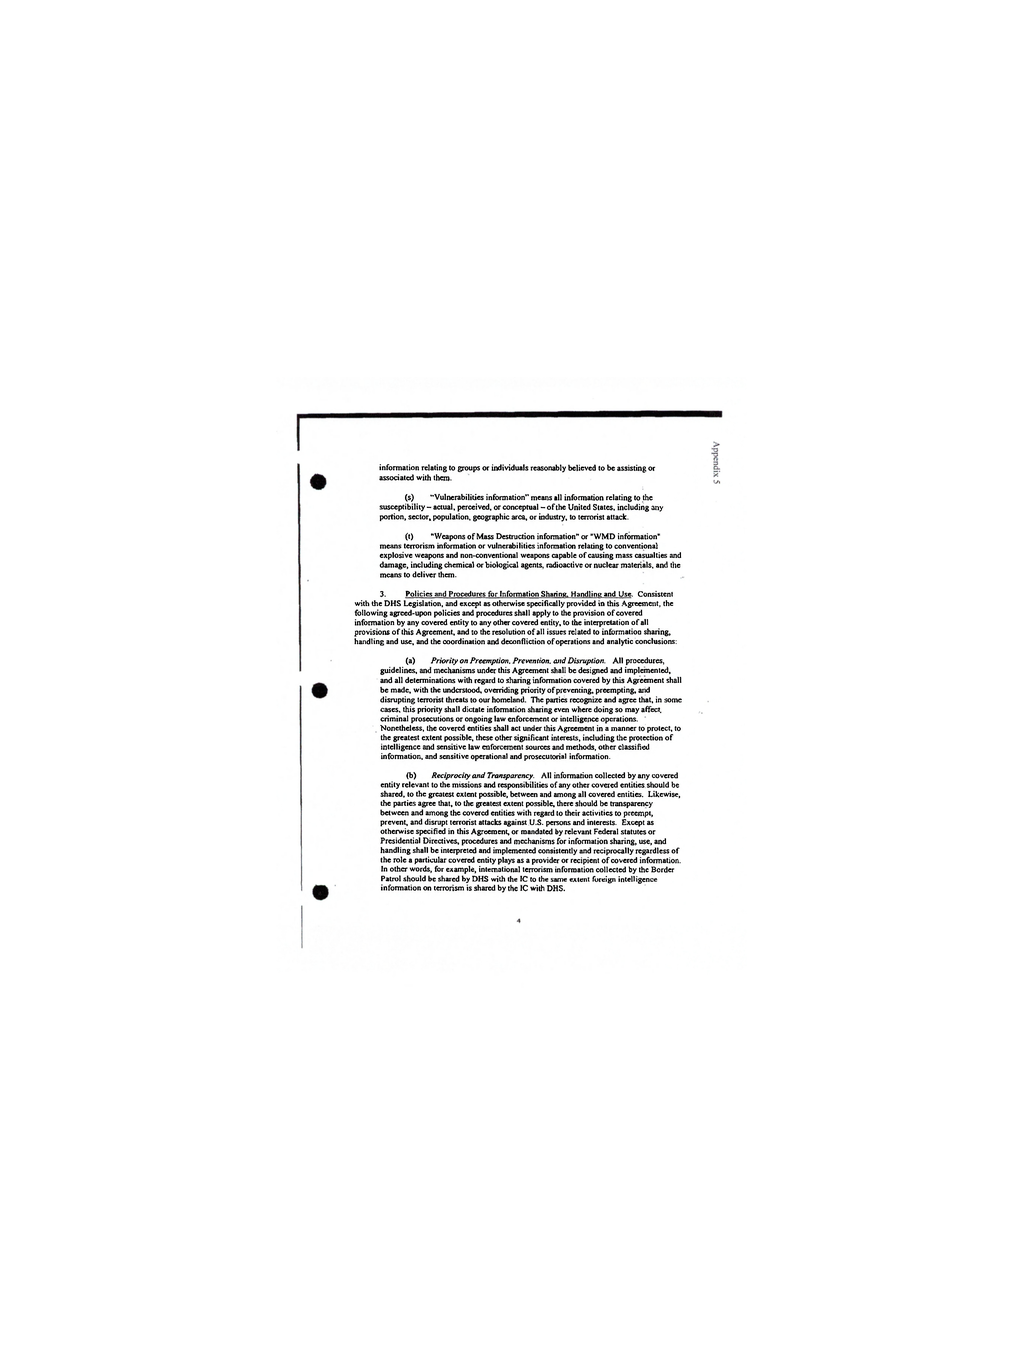 Appendix 5
information relating to groups or individuals reasonably believed to be assisting or
associated with them.
(s) "Vulnerabilities information" means all information relating to the
susceptibility – actual, perceived, or conceptual – of the United States, including any
portion, sector, population, geographic area, or industry, to terrorist attack.
(t) "Weapons of Mass Destruction information" or "WMD information"
means terrorism information or vulnerabilities information relating to conventional
explosive weapons and non-conventional weapons capable of causing mass casualties and
damage, including chemical or biological agents, radioactive or nuclear materials, and the
means to deliver them.
3. Policies and Procedures for Information Sharing, Handling and Use. Consistent
with the DHS Legislation, and except as otherwise specifically provided in this Agreement, the
following agreed-upon policies and procedures shall apply to the provision of covered
information by any covered entity to any other covered entity, to the interpretation of all
provisions of this Agreement, and to the resolution of all issues related to information sharing,
handling and use, and the coordination and deconfliction of operations and analytic conclusions:
(a) Priority on Preemption, Prevention, and Disruption. All procedures,
guidelines, and mechanisms under this Agreement shall be designed and implemented,
and all determinations with regard to sharing information covered by this Agreement shall
be made, with the understood, overriding priority of preventing, preempting, and
disrupting terrorist threats to our homeland. The parties recognize and agree that, in some
cases, this priority shall dictate information sharing even where doing so may affect,
criminal prosecutions or ongoing law enforcement or intelligence operations.
Nonetheless, the covered entities shall act under this Agreement in a manner to protect, to
the greatest extent possible, these other significant interests, including the protection of
intelligence and sensitive law enforcement sources and methods, other classified
information, and sensitive operational and prosecutorial information.
(b) Reciprocity and Transparency. All information collected by any covered
entity relevant to the missions and responsibilities of any other covered entities should be
shared, to the greatest extent possible, between and among all covered entities. Likewise,
the parties agree that, to the greatest extent possible, there should be transparency
between and among the covered entities with regard to their activities to preempt,
prevent, and disrupt terrorist attacks against U.S. persons and interests. Except as
otherwise specified in this Agreement, or mandated by relevant Federal statutes or
Presidential Directives, procedures and mechanisms for information sharing, use, and
handling shall be interpreted and implemented consistently and reciprocally regardless of
the role a particular covered entity plays as a provider or recipient of covered information.
In other words, for example, international terrorism information collected by the Border
Patrol should be shared by DHS with the IC to the same extent foreign intelligence
information on terrorism is shared by the IC with DHS.
4